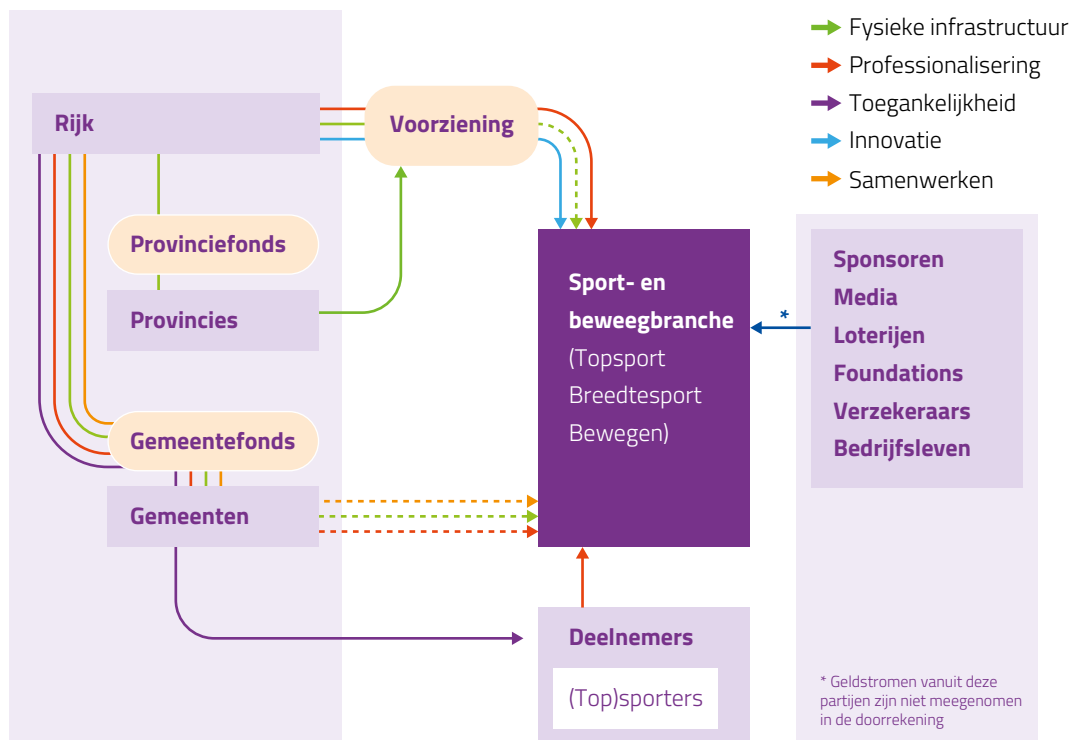 Fysieke infrastructuur
Professionalisering
Toegankelijkheid
Innovatie
Samenwerken
Rijk
Voorziening
Provinciefonds
Provincies
Gemeentefonds
Gemeenten
Sport- en
beweegbranche
(Topsport
Breedtesport
Bewegen)
*
Sponsoren
Media
Loterijen
Foundations
Verzekeraars
Bedrijfsleven
Deelnemers
(Top)sporters
* Geldstromen vanuit deze
partijen zijn niet meegenomen
in de doorrekening